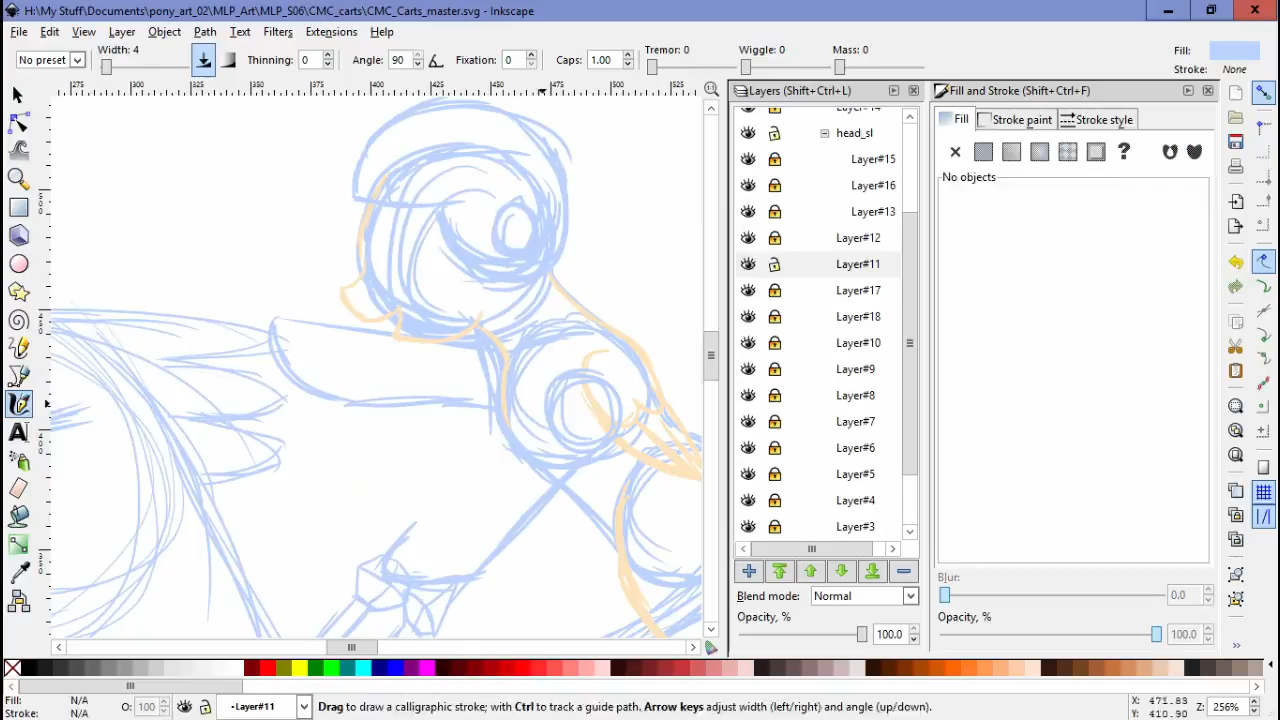 H:\My Stuff\Documents\pony_art_02\MLP_Art\MLP_S06\CMC_carts/CMC_Carts_master.svg - Inkscape
File Edit View Layer Object Path Text Filters Extensions Help
No preset Width: 4 Thinning: 0 Angle: 90 Fixation: 0 Caps: 1.00 Tremor: 0 Wiggle: 0 Mass: 0 Fill:
Stroke: None
Layers (Shift+Ctrl+L) Fill and Stroke (Shift+Ctrl+F)
Fill Stroke paint Stroke style
head_sl
Layer#15
Layer#16
Layer#13
Layer#12
Layer#11
Layer#17
Layer#18
Layer#10
Layer#9
Layer#8
Layer#7
Layer#6
Layer#5
Layer#4
Layer#3
No objects
Blend mode: Normal
Opacity, %
100.0
Blur:
0.0
Opacity, %
100.0
Fill: N/A
Stroke: N/A
O: 100
-Layer#11
Drag to draw a calligraphic stroke; with Ctrl to track a guide path. Arrow keys adjust width (left/right) and angle (up/down).
X: 471.83
Y: 410.90
Z: 256%